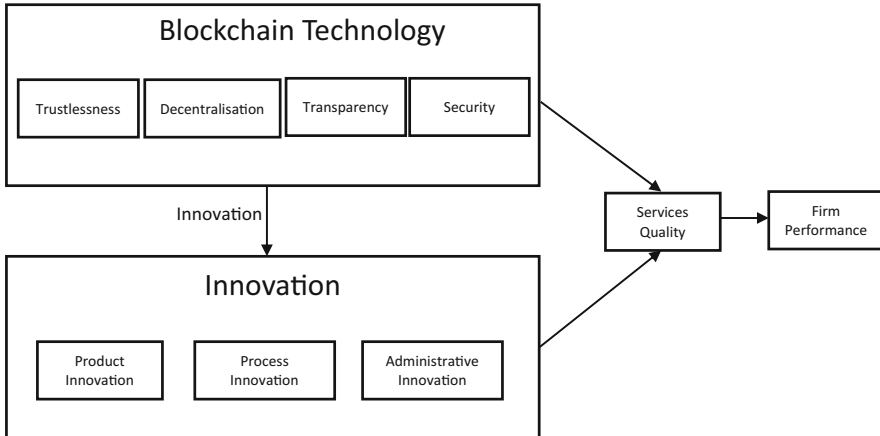 Blockchain Technology
Trustlessness
Decentralisation
Transparency
Security
Innovation
Services
Quality
Firm
Performance
Innovation
Product
Innovation
Process
Innovation
Administrative
Innovation